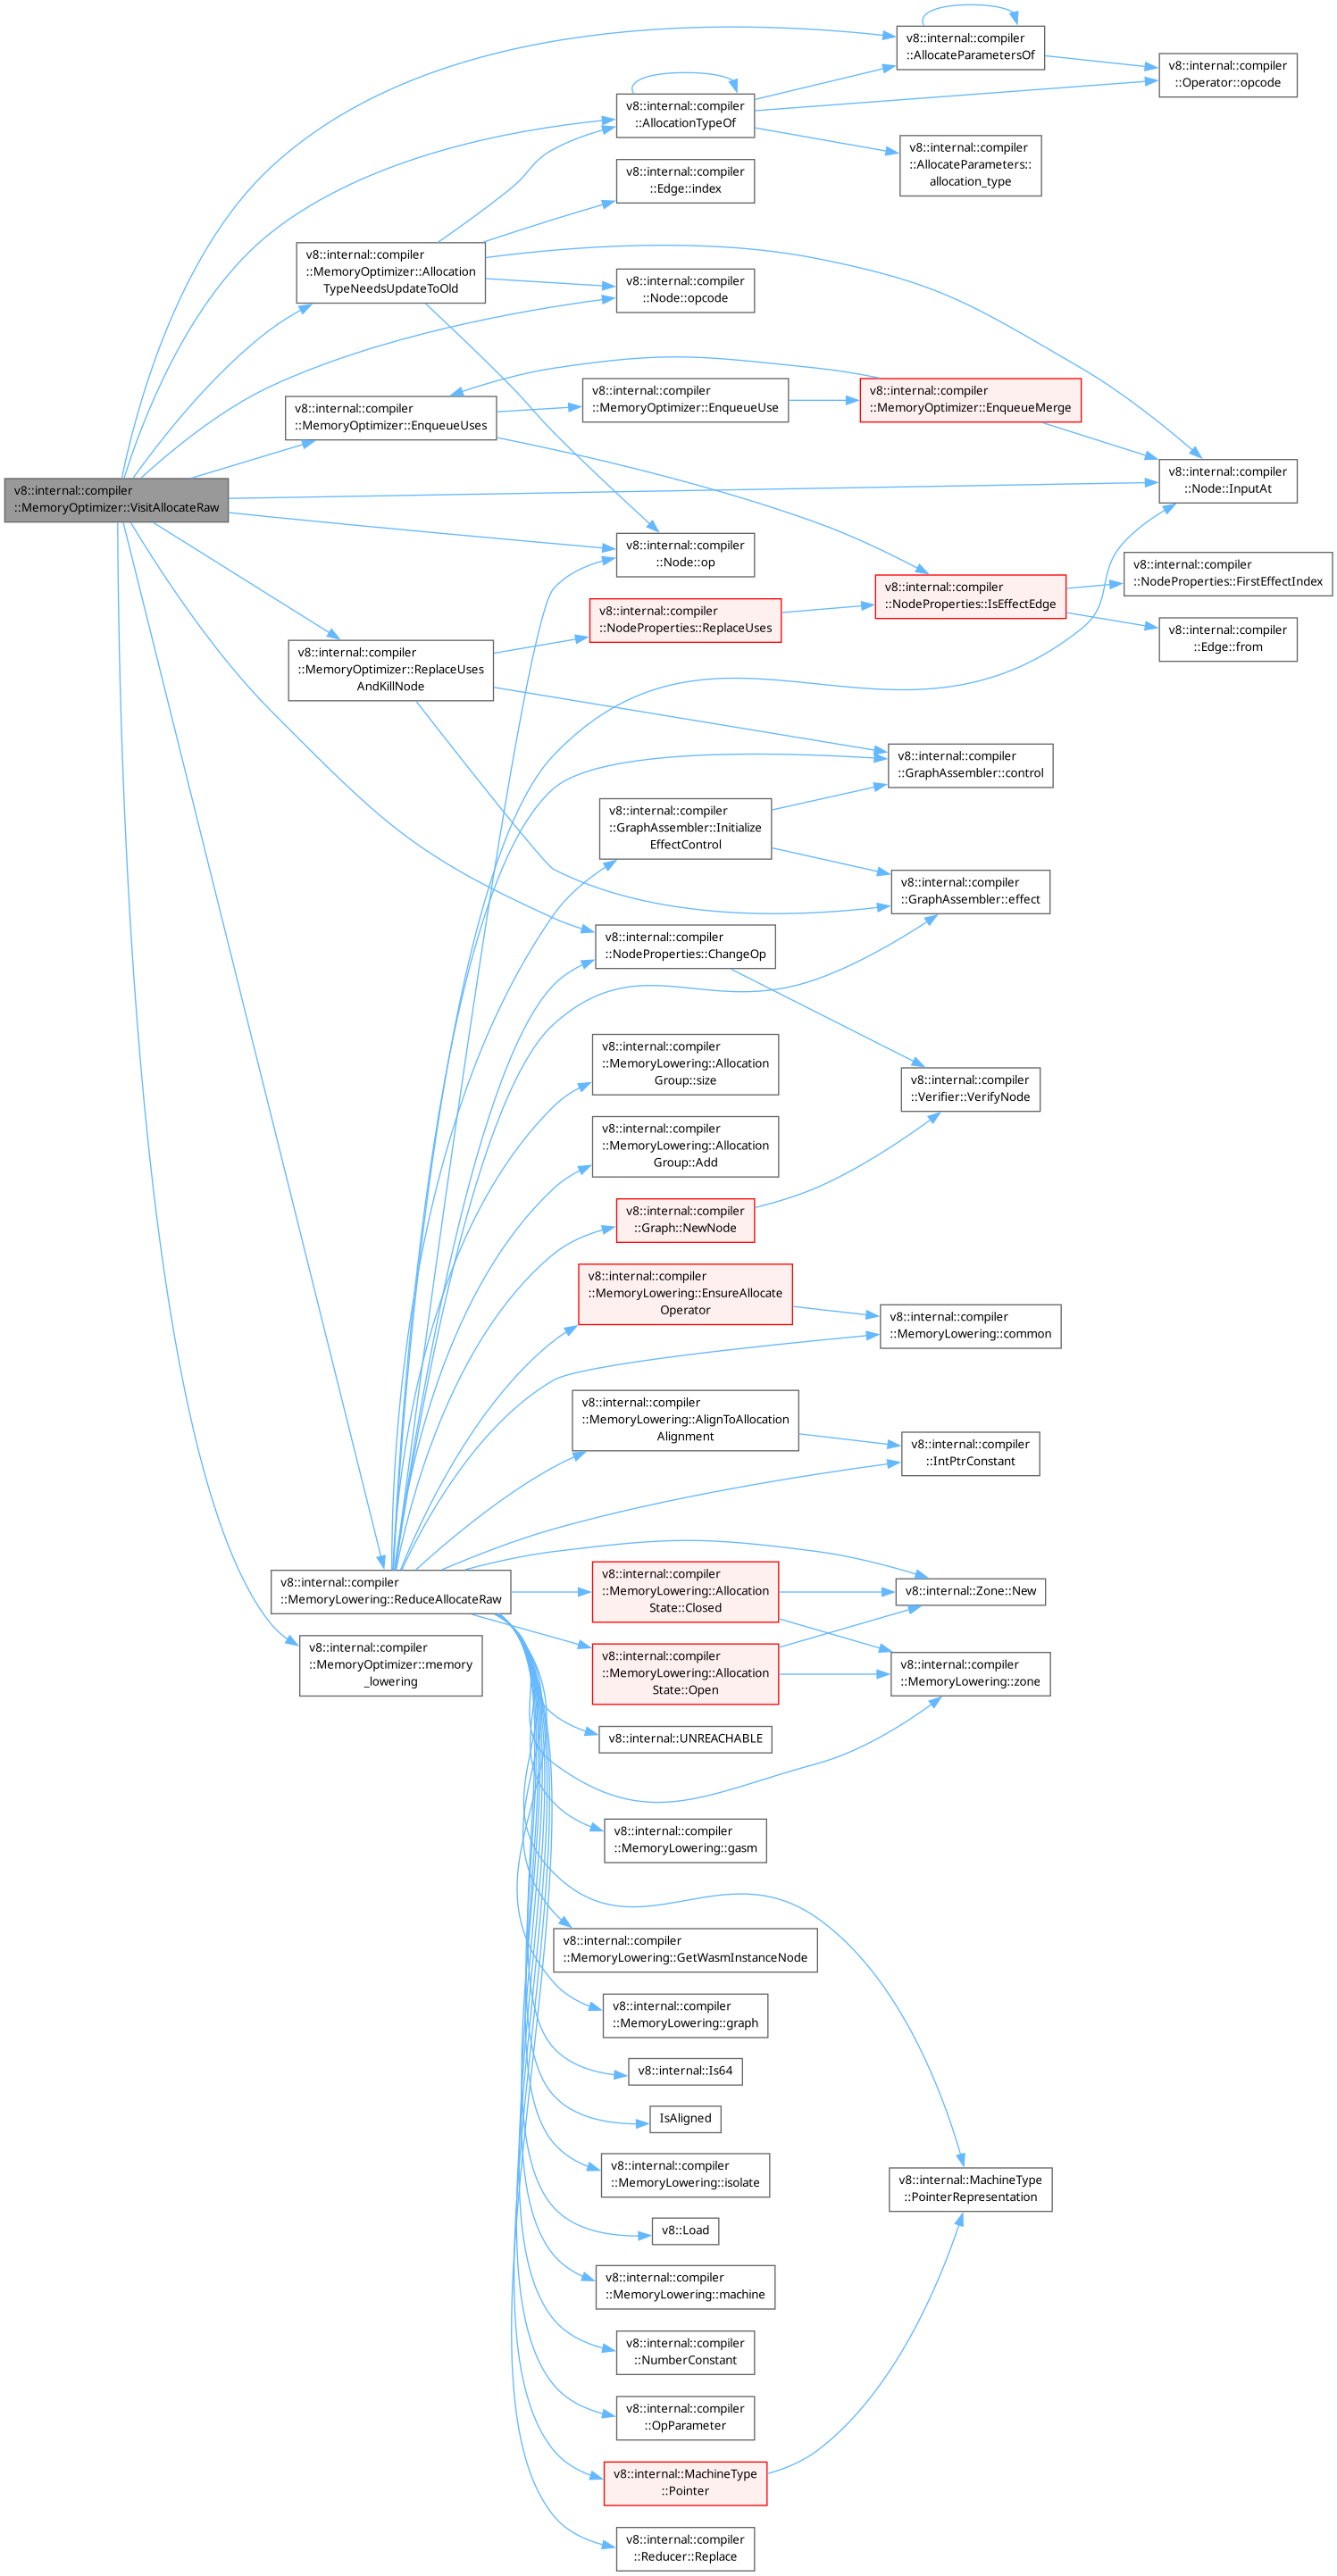 v8::internal::compiler
::AllocateParametersOf
v8::internal::compiler
::Operator::opcode
v8::internal::compiler
::AllocationTypeOf
v8::internal::compiler
::AllocateParameters::
allocation_type
v8::internal::compiler
::Edge::index
v8::internal::compiler
::MemoryOptimizer::Allocation
TypeNeedsUpdateToOld
v8::internal::compiler
::Node::opcode
v8::internal::compiler
::MemoryOptimizer::EnqueueUses
v8::internal::compiler
::MemoryOptimizer::EnqueueUse
v8::internal::compiler
::MemoryOptimizer::EnqueueMerge
v8::internal::compiler
::MemoryOptimizer::VisitAllocateRaw
v8::internal::compiler
::Node::InputAt
v8::internal::compiler
::Node::op
v8::internal::compiler
::NodeProperties::FirstEffectIndex
v8::internal::compiler
::NodeProperties::IsEffectEdge
v8::internal::compiler
::NodeProperties::ReplaceUses
v8::internal::compiler
::Edge::from
v8::internal::compiler
::MemoryOptimizer::ReplaceUses
AndKillNode
v8::internal::compiler
::GraphAssembler::control
v8::internal::compiler
::GraphAssembler::Initialize
EffectControl
v8::internal::compiler
::GraphAssembler::effect
v8::internal::compiler
::NodeProperties::ChangeOp
v8::internal::compiler
::MemoryLowering::Allocation
Group::size
v8::internal::compiler
::Verifier::VerifyNode
v8::internal::compiler
::MemoryLowering::Allocation
Group::Add
v8::internal::compiler
::Graph::NewNode
v8::internal::compiler
::MemoryLowering::EnsureAllocate
Operator
v8::internal::compiler
::MemoryLowering::common
v8::internal::compiler
::MemoryLowering::AlignToAllocation
Alignment
v8::internal::compiler
::IntPtrConstant
v8::internal::compiler
::MemoryLowering::ReduceAllocateRaw
v8::internal::compiler
::MemoryLowering::Allocation
State::Closed
v8::internal::Zone::New
v8::internal::compiler
::MemoryOptimizer::memory
_lowering
v8::internal::compiler
::MemoryLowering::Allocation
State::Open
v8::internal::compiler
::MemoryLowering::zone
v8::internal::UNREACHABLE
v8::internal::compiler
::MemoryLowering::gasm
v8::internal::compiler
::MemoryLowering::GetWasmInstanceNode
v8::internal::compiler
::MemoryLowering::graph
v8::internal::Is64
IsAligned
v8::internal::compiler
::MemoryLowering::isolate
v8::internal::MachineType
::PointerRepresentation
v8::Load
v8::internal::compiler
::MemoryLowering::machine
v8::internal::compiler
::NumberConstant
v8::internal::compiler
::OpParameter
v8::internal::MachineType
::Pointer
v8::internal::compiler
::Reducer::Replace